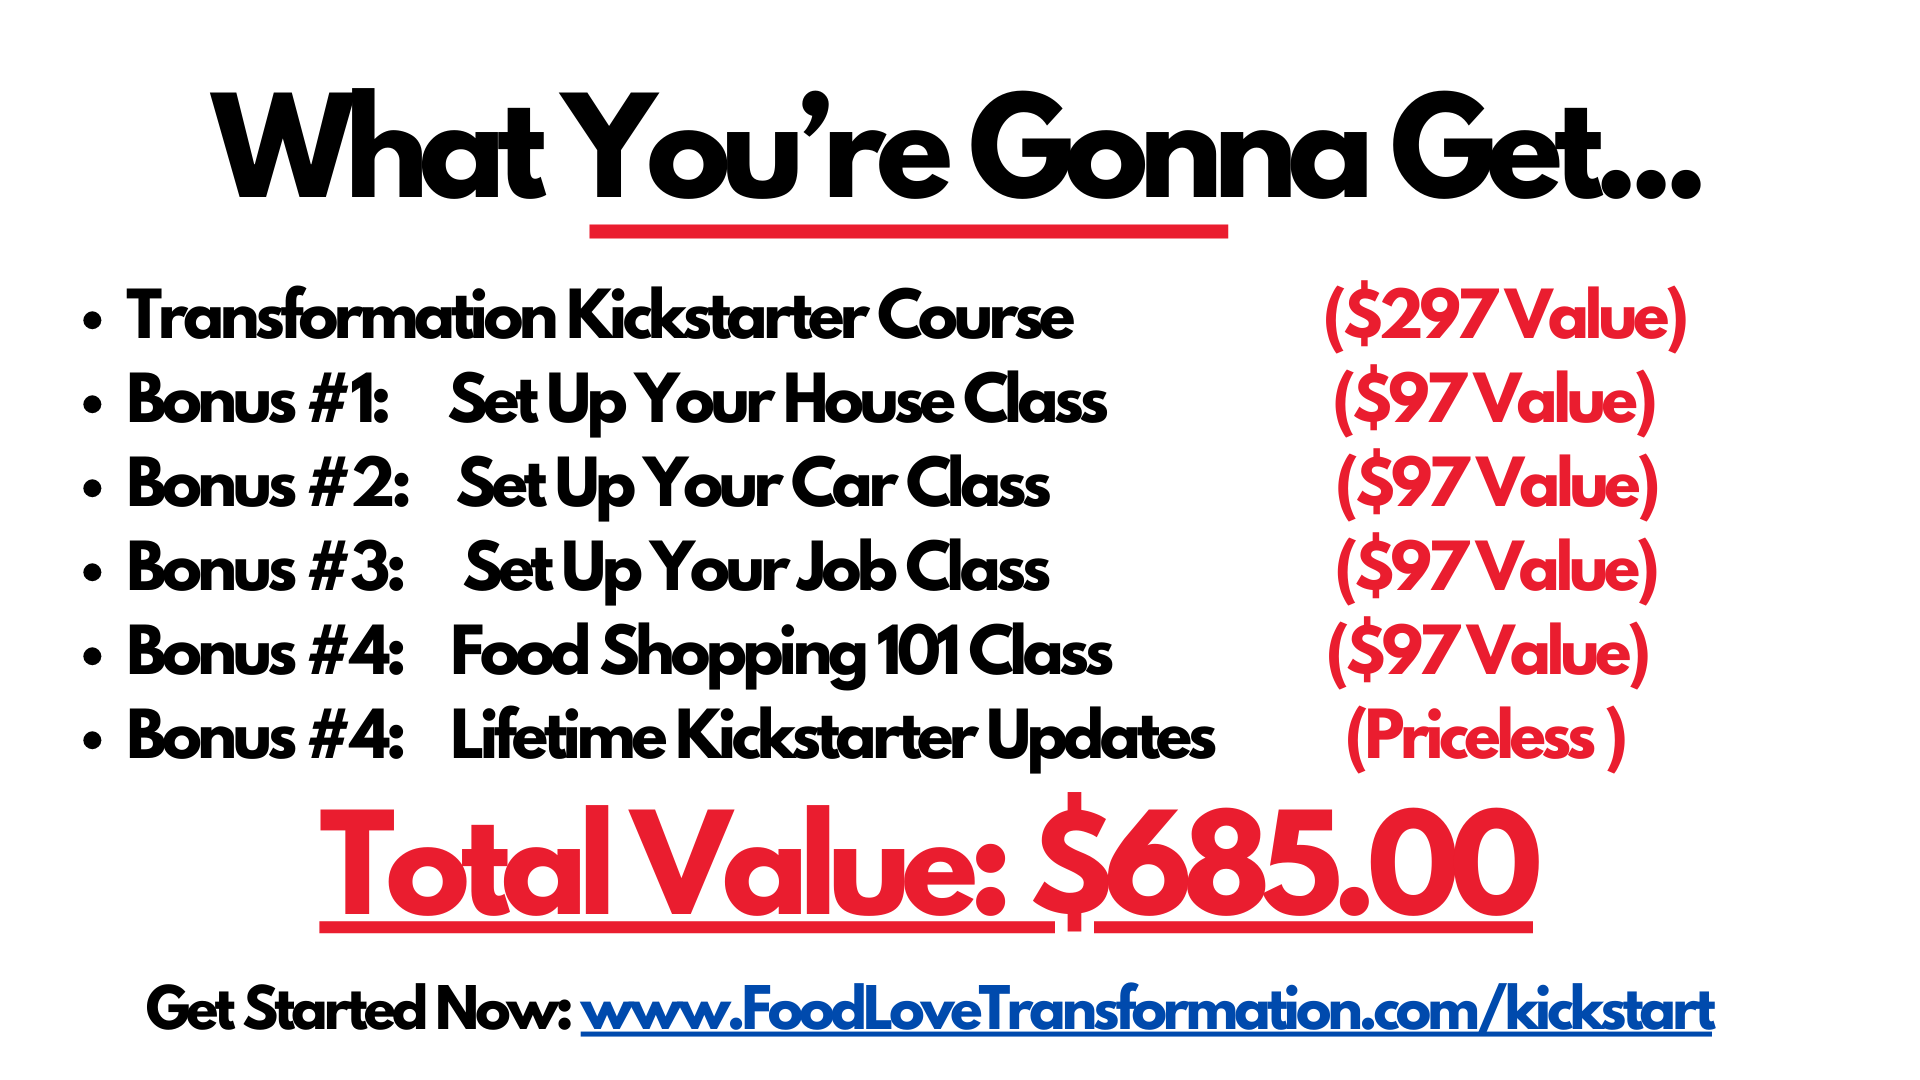 What You’re Gonna Get...
• Transformation Kickstarter Course ($297 Value)
• Bonus #1: Set Up Your House Class ($97 Value)
• Bonus #2: Set Up Your Car Class ($97 Value)
• Bonus #3: Set Up Your Job Class ($97 Value)
• Bonus #4: Food Shopping 101 Class ($97 Value)
• Bonus #4: Lifetime Kickstarter Updates (Priceless )
Total Value: $685.00
Get Started Now: www.FoodLoveTransformation.com/kickstart